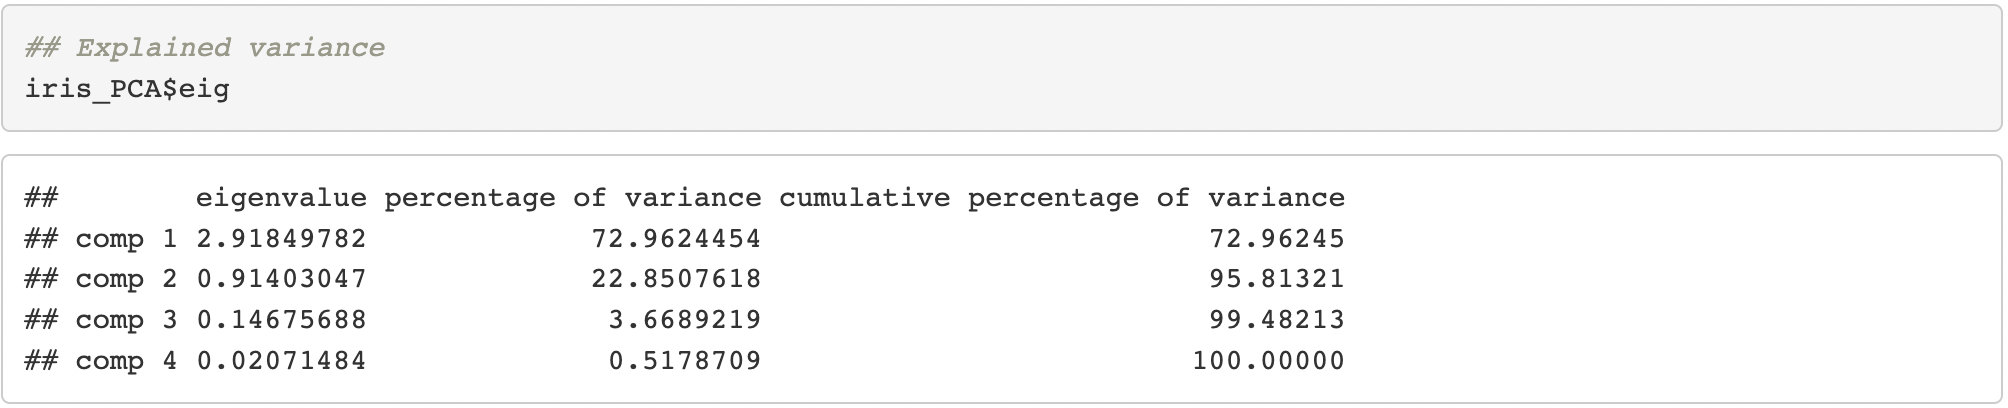 ## Explained variance
iris_PCA$eig
##        eigenvalue percentage of variance cumulative percentage of variance
## comp 1 2.91849782             72.9624454                          72.96245
## comp 2 0.91403047             22.8507618                          95.81321
## comp 3 0.14675688              3.6689219                          99.48213
## comp 4 0.02071484              0.5178709                         100.00000